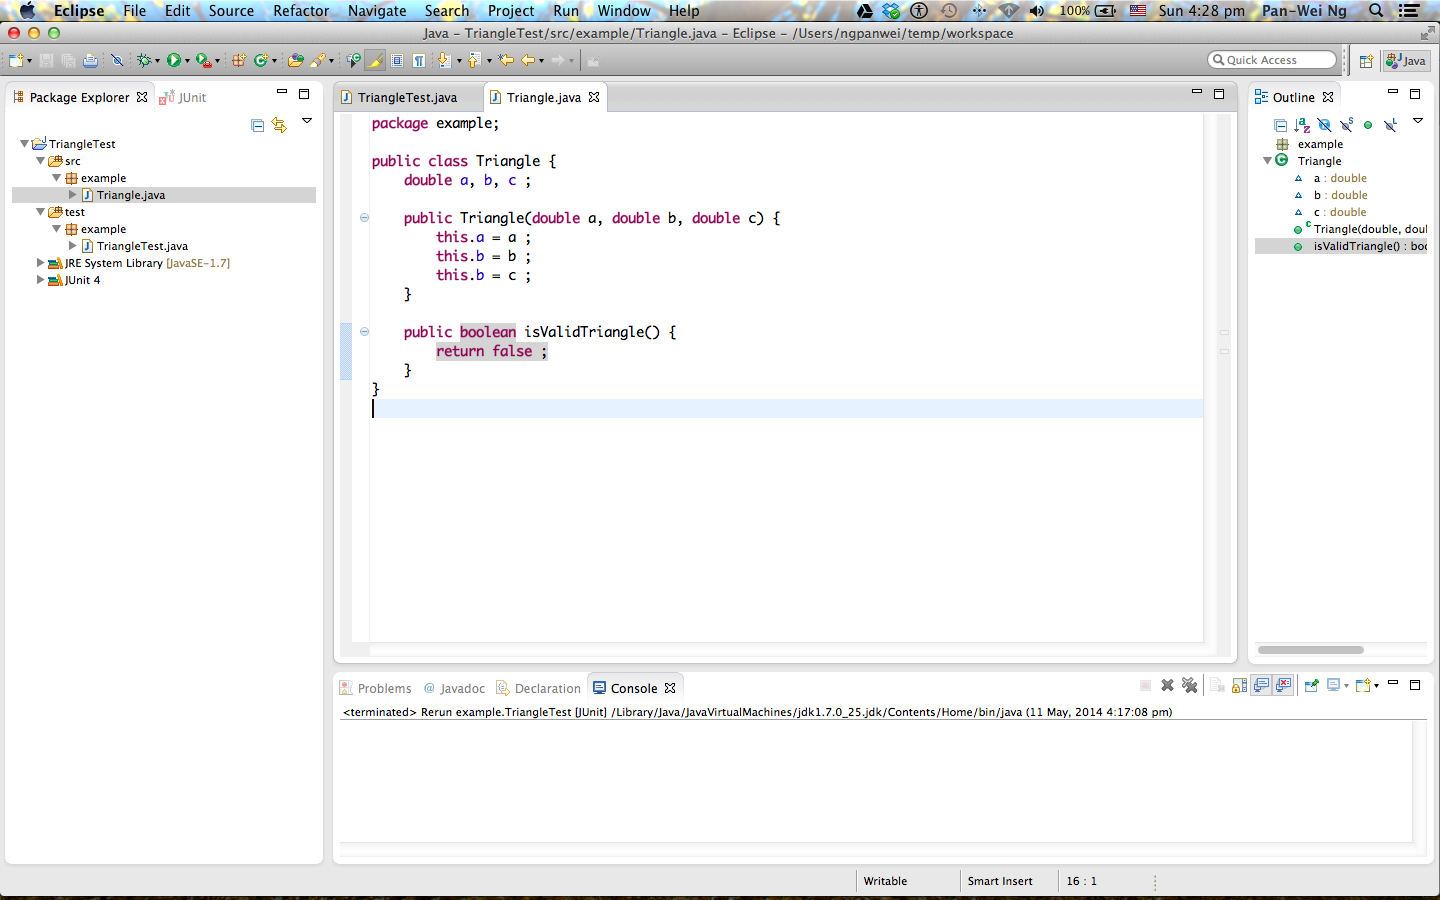 Eclipse File Edit Source Refactor Navigate Search Project Run Window Help 100% Sun 4:28 pm Pan-Wei Ng
Java – TriangleTest/src/example/Triangle.java – Eclipse – /Users/ngpanwei/temp/workspace
Quick Access Java
Package Explorer JUnit
TriangleTest
src
example
Triangle.java
test
example
TriangleTest.java
JRE System Library [JavaSE-1.7]
JUnit 4
TriangleTest.java Triangle.java
package example;
public class Triangle {
double a, b, c ;
public Triangle(double a, double b, double c) {
this.a = a ;
this.b = b ;
this.b = c ;
}
public boolean isValidTriangle() {
return false ;
}
}
Outline
example
Triangle
a : double
b : double
c : double
Triangle(double, doul
isValidTriangle() : boo
Problems @ Javadoc Declaration Console
<terminated> Rerun example.TriangleTest [JUnit] /Library/Java/JavaVirtualMachines/jdk1.7.0_25.jdk/Contents/Home/bin/java (11 May, 2014 4:17:08 pm)
Writable Smart Insert 16 : 1